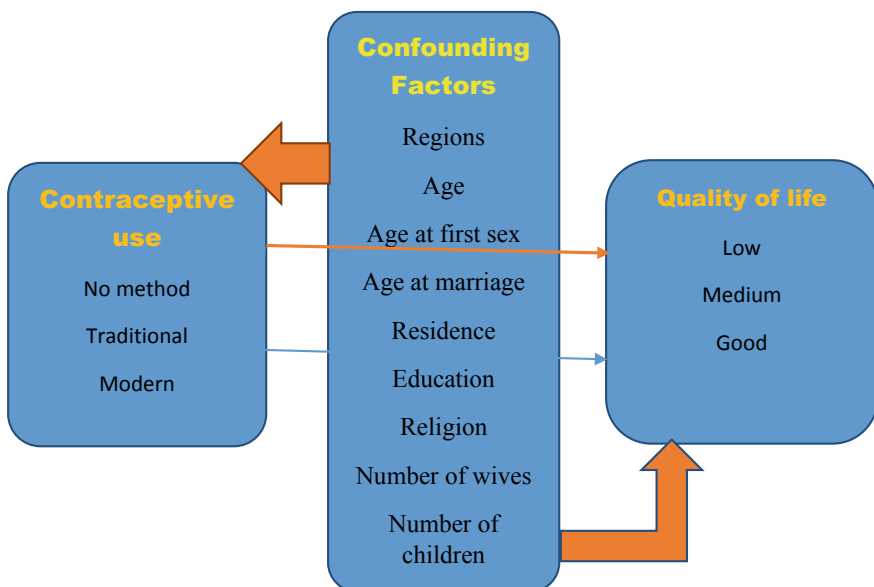 Confounding
Factors
Regions
Age
Age at first sex
Age at marriage
Residence
Education
Religion
Number of wives
Number of
children
Contraceptive
use
No method
Traditional
Modern
Quality of life
Low
Medium
Good